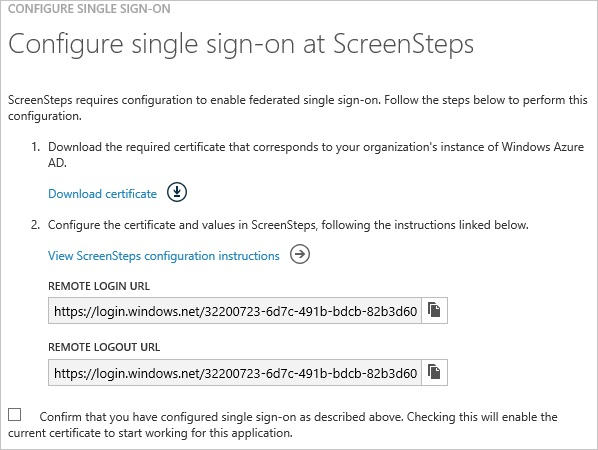 CONFIGURE SINGLE SIGN-ON
Configure single sign-on at ScreenSteps
ScreenSteps requires configuration to enable federated single sign-on. Follow the steps below to perform this
configuration.
1. Download the required certificate that corresponds to your organization's instance of Windows Azure
AD.
Download certificate
2. Configure the certificate and values in ScreenSteps, following the instructions linked below.
View ScreenSteps configuration instructions
REMOTE LOGIN URL
https://login.windows.net/32200723-6d7c-491b-bdcb-82b3d60
REMOTE LOGOUT URL
https://login.windows.net/32200723-6d7c-491b-bdcb-82b3d60
Confirm that you have configured single sign-on as described above. Checking this will enable the
current certificate to start working for this application.